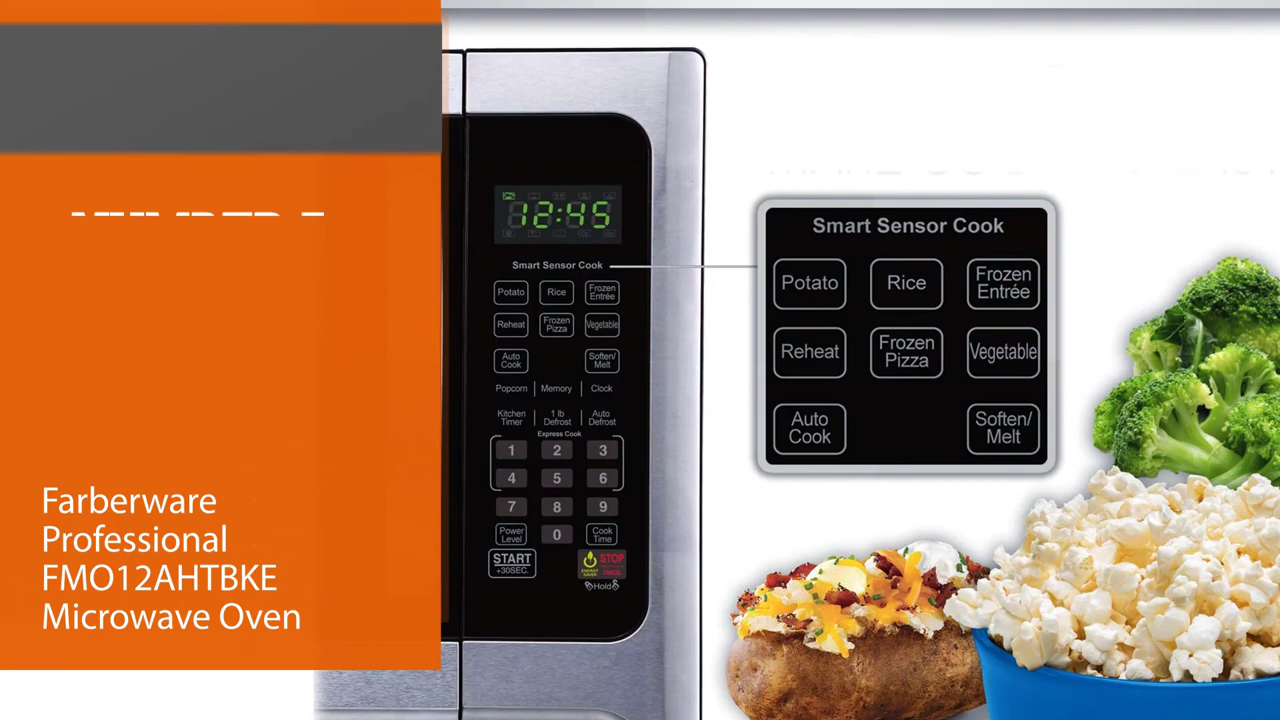 Farberware
Professional
FMO12AHTBKE
Microwave Oven
12:45
Smart Sensor Cook
Potato Rice Frozen Entrée
Reheat Frozen Pizza Vegetable
Auto Cook Soften/ Melt
Popcorn | Memory | Clock
Kitchen Timer | 1 lb Defrost | Auto Defrost
Express Cook
1 2 3
4 5 6
7 8 9
Power Level 0 Cook Time
START +30SEC. ENERGY SAVER STOP Cancel
Hold
Smart Sensor Cook
Potato Rice Frozen Entrée
Reheat Frozen Pizza Vegetable
Auto Cook Soften/ Melt